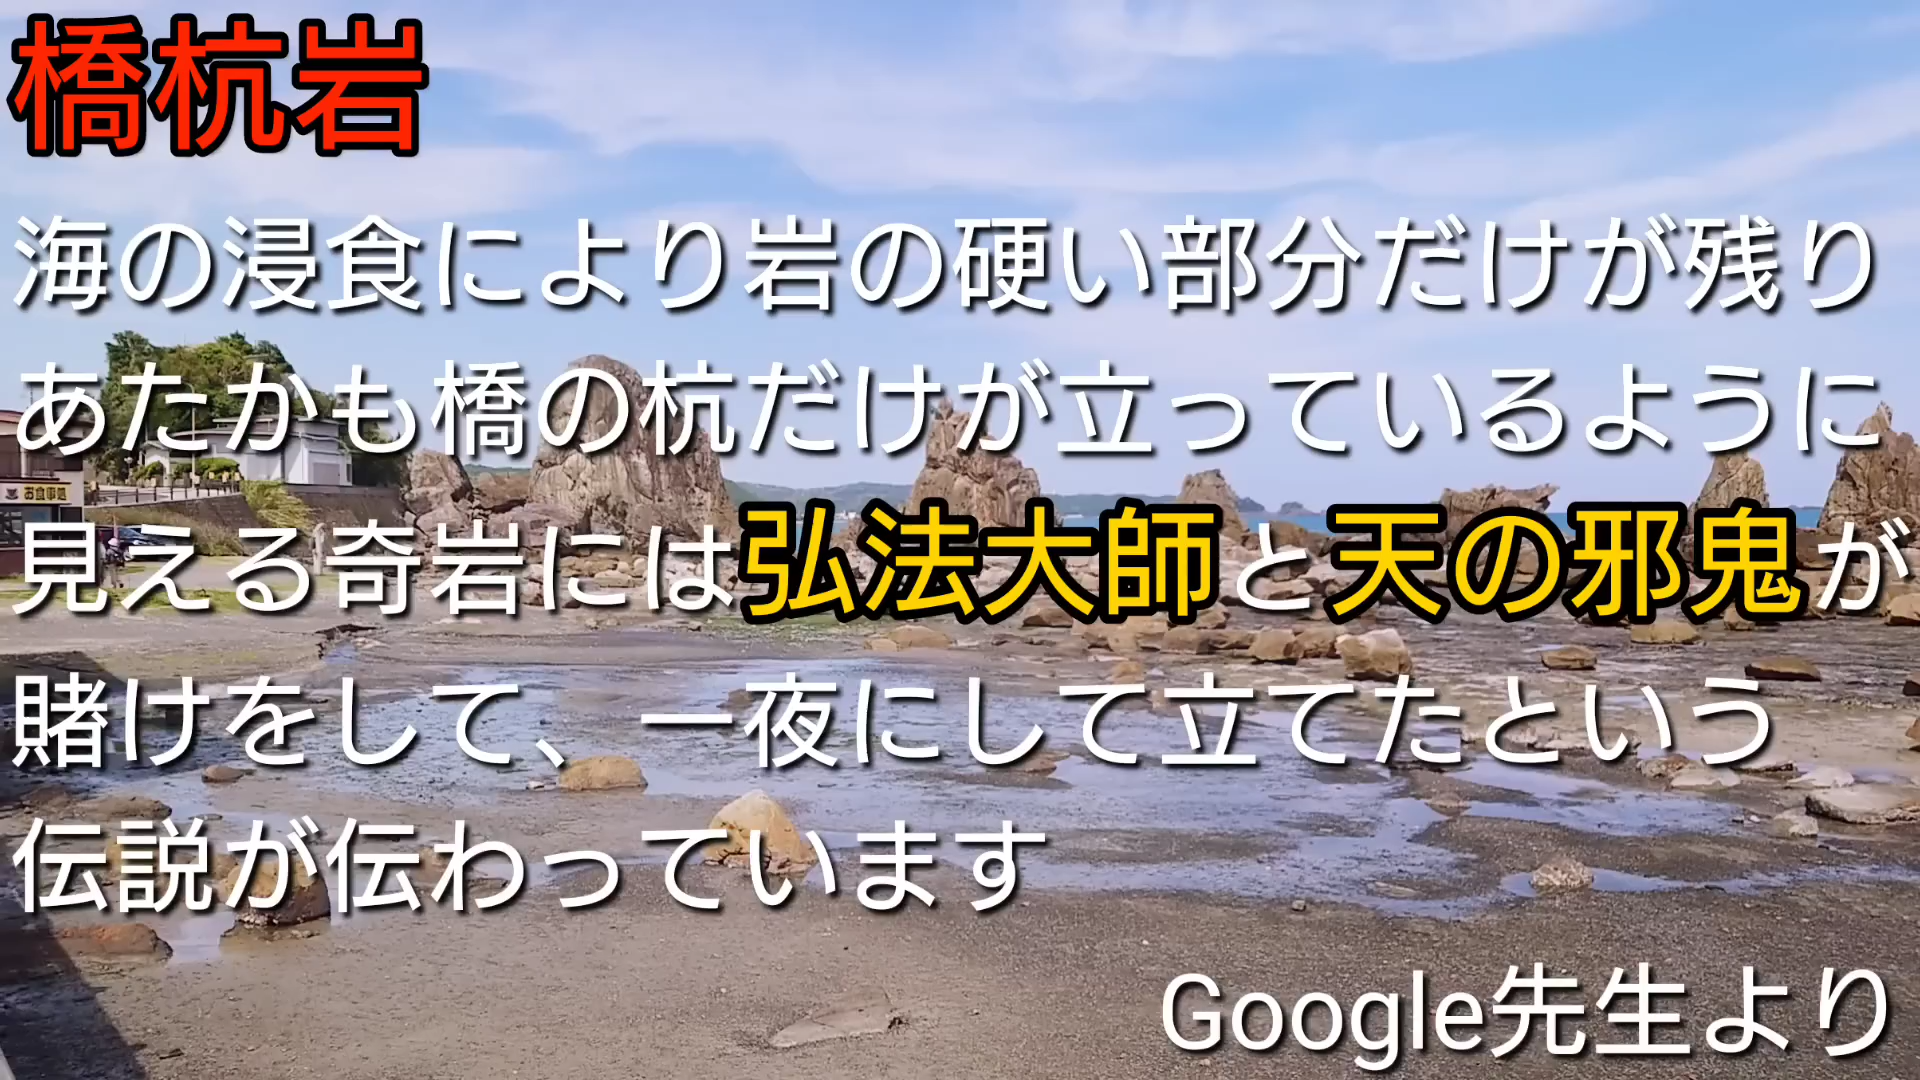 橋杭岩
海の浸食により岩の硬い部分だけが残り
あたかも橋の杭だけが立っているように
見える奇岩には弘法大師と天の邪鬼が
賭けをして、一夜にして立てたという
伝説が伝わっています
お食事処
Google先生より